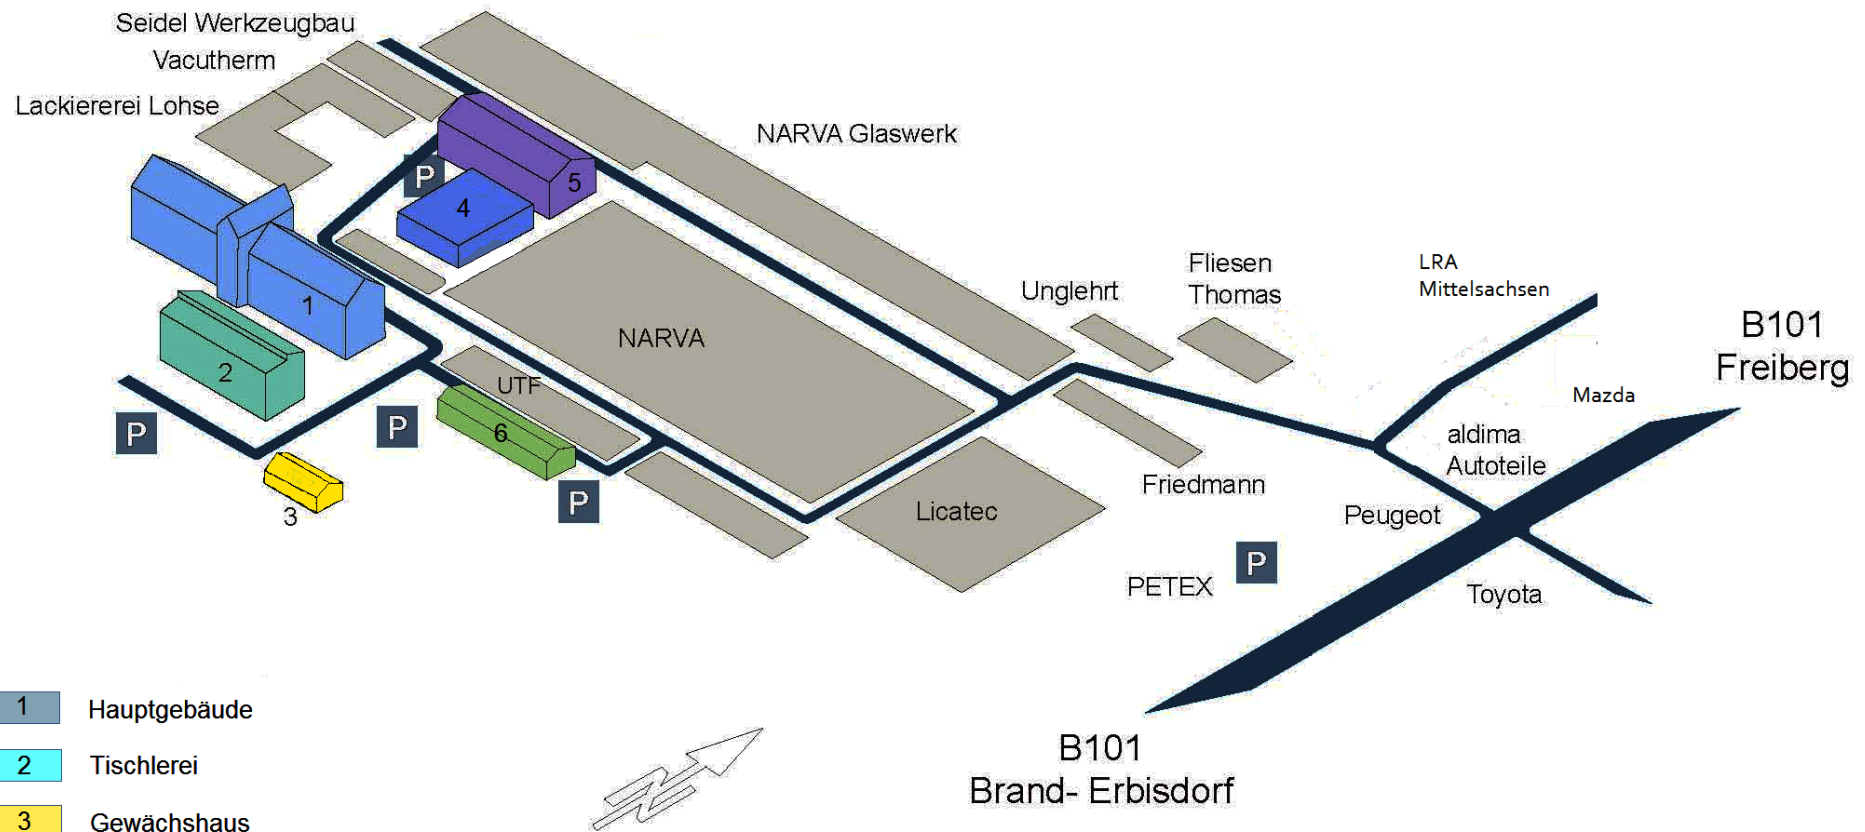 Seidel Werkzeugbau
Vacutherm
Lackiererei Lohse
NARVA Glaswerk
P
5
4
1
2
NARVA
Unglehrt
Fliesen
Thomas
LRA
Mittelsachsen
B101
Freiberg
UTF
Mazda
P
P
6
aldima
Autoteile
3
P
Licatec
Friedmann
Peugeot
P
PETEX
Toyota
1 Hauptgebäude
2 Tischlerei
3 Gewächshaus
N
B101
Brand- Erbisdorf